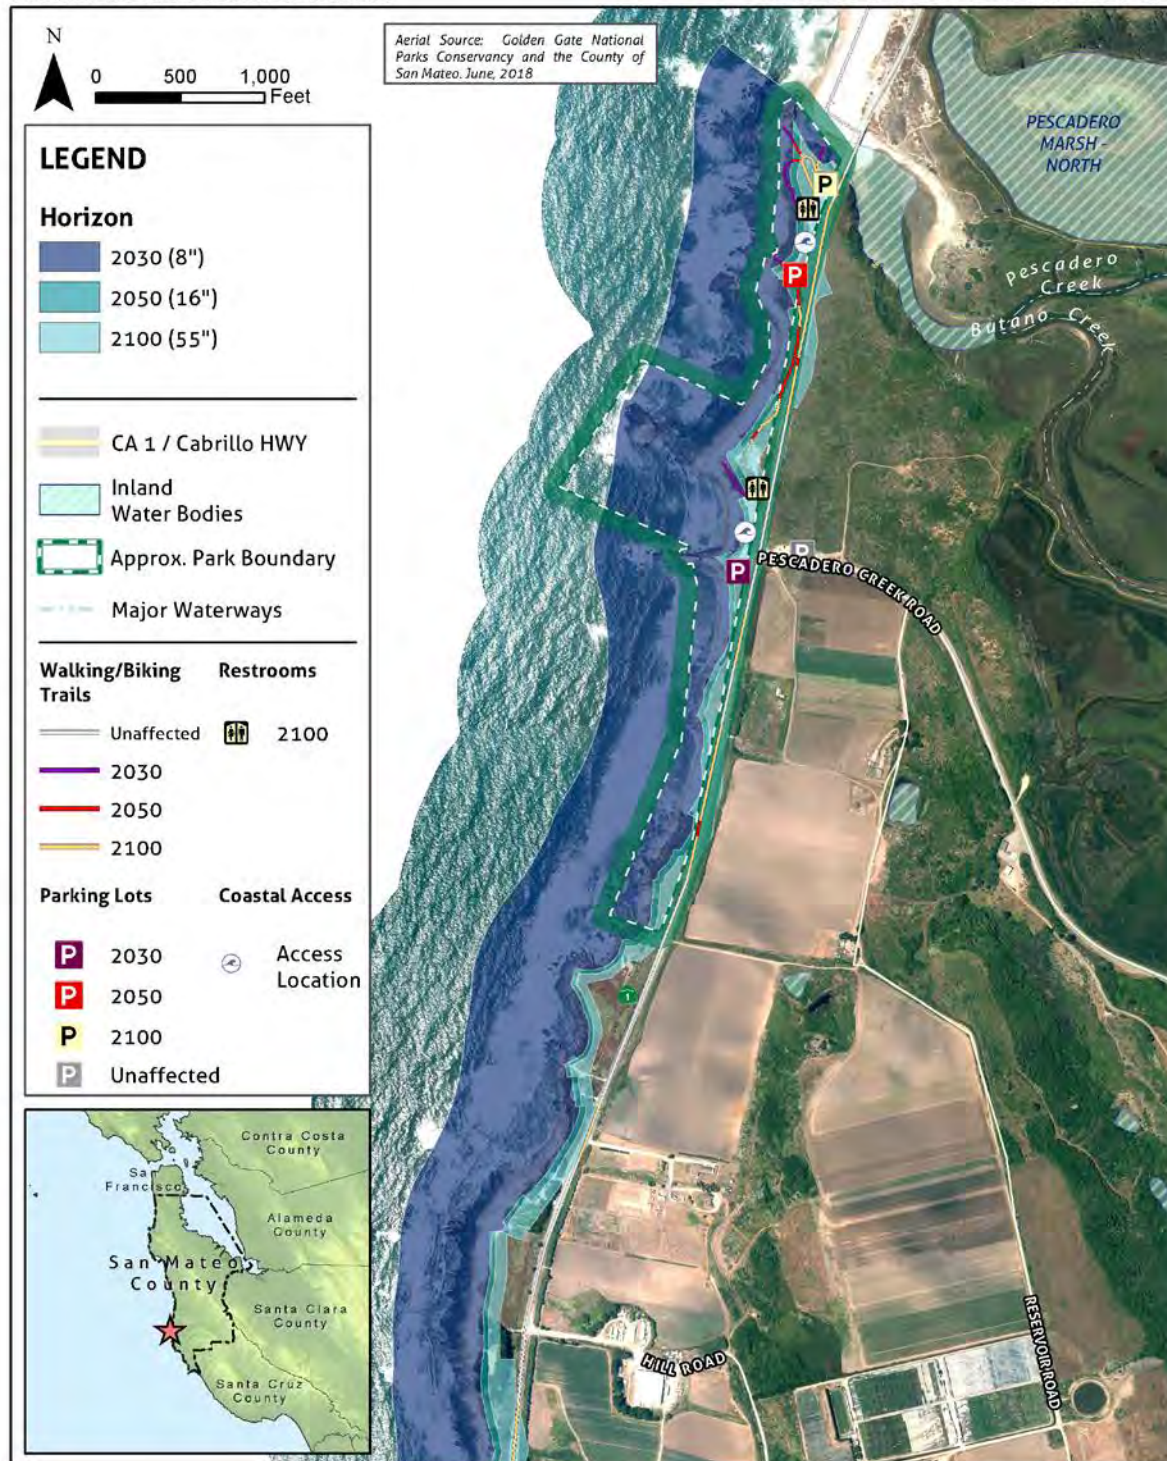 N
0 500 1,000
Feet
Aerial Source: Golden Gate National
Parks Conservancy and the County of
San Mateo. June, 2018
LEGEND
Horizon
2030 (8")
2050 (16")
2100 (55")
CA 1 / Cabrillo HWY
Inland
Water Bodies
Approx. Park Boundary
Major Waterways
Walking/Biking
Trails
Unaffected
2030
2050
2100
Restrooms
2100
Parking Lots
P 2030
P 2050
P 2100
P Unaffected
Coastal Access
Access
Location
PESCADERO
MARSH -
NORTH
Pescadero
Creek
Butano Creek
P
P
P
P
PESCADERO CREEK ROAD
1
HILL ROAD
RESERVOIR ROAD
Contra Costa
County
San
Francisco
Alameda
County
San Mateo
County
Santa Clara
County
Santa Cruz
County